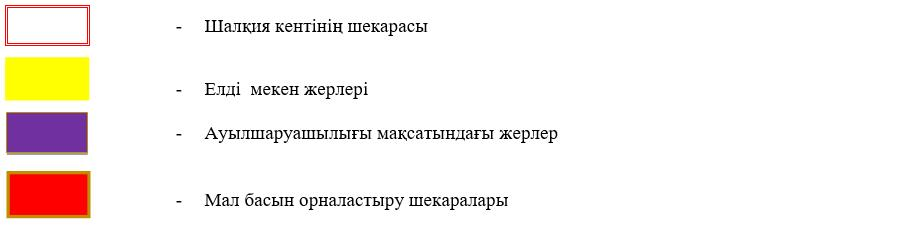 - Шалқия кентінің шекарасы
- Елді  мекен жерлері
- Ауылшаруашылығы мақсатындағы жерлер
- Мал басын орналастыру шекаралары